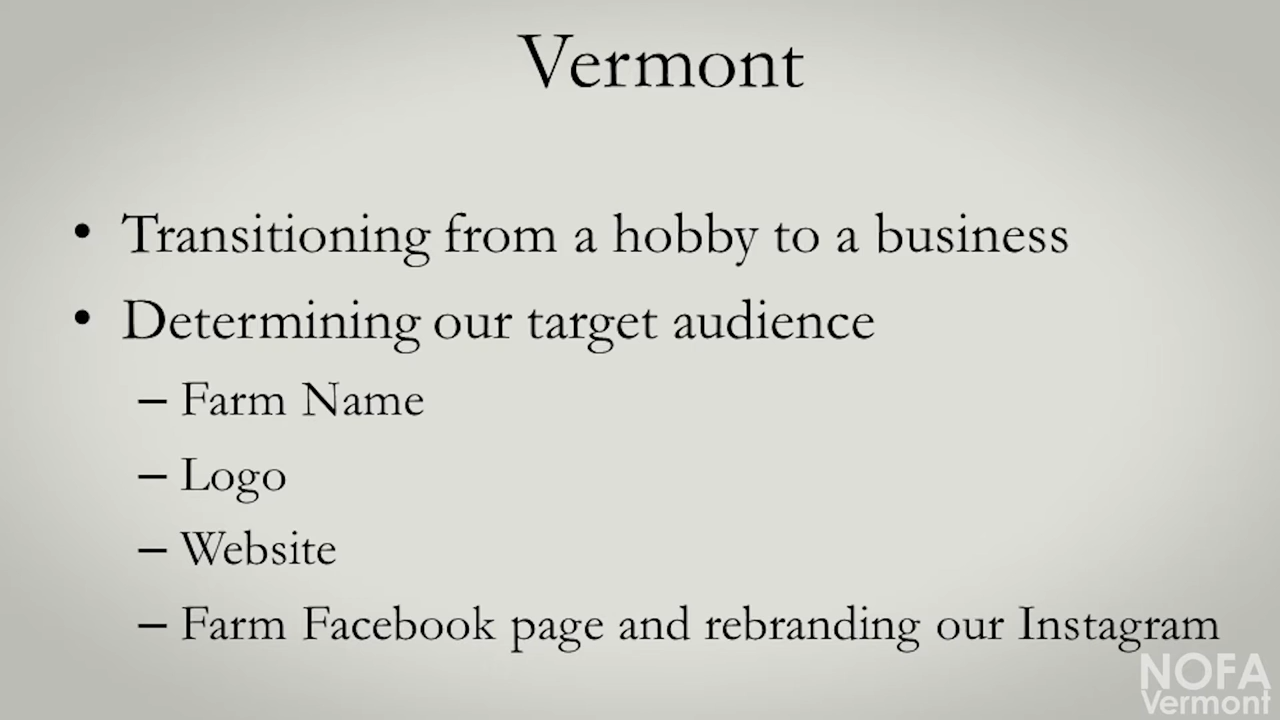 Vermont
• Transitioning from a hobby to a business
• Determining our target audience
– Farm Name
– Logo
– Website
– Farm Facebook page and rebranding our Instagram
NOFA
Vermont